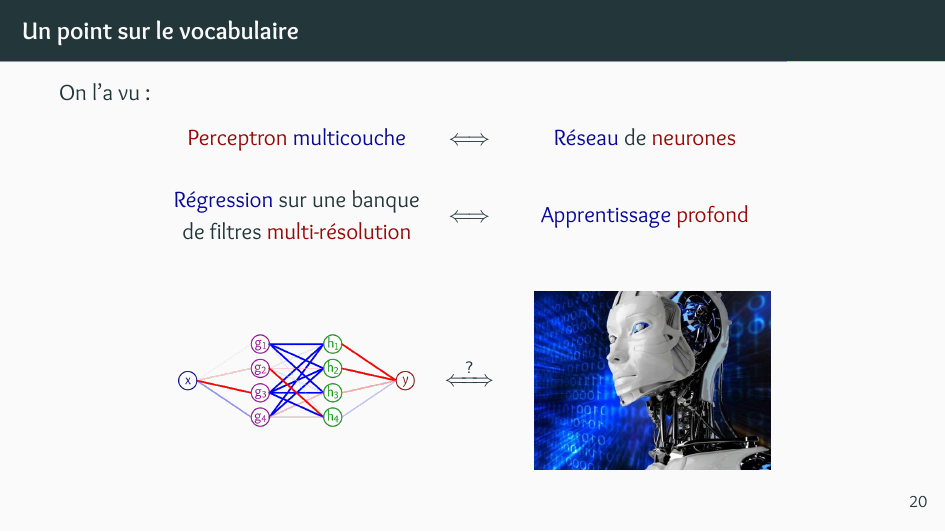 Un point sur le vocabulaire
On l'a vu :
Perceptron multicouche ⟺ Réseau de neurones
Régression sur une banque
de filtres multi-résolution ⟺ Apprentissage profond
x g₁ g₂ g₃ g₄ h₁ h₂ h₃ h₄ y
?
⟺
20